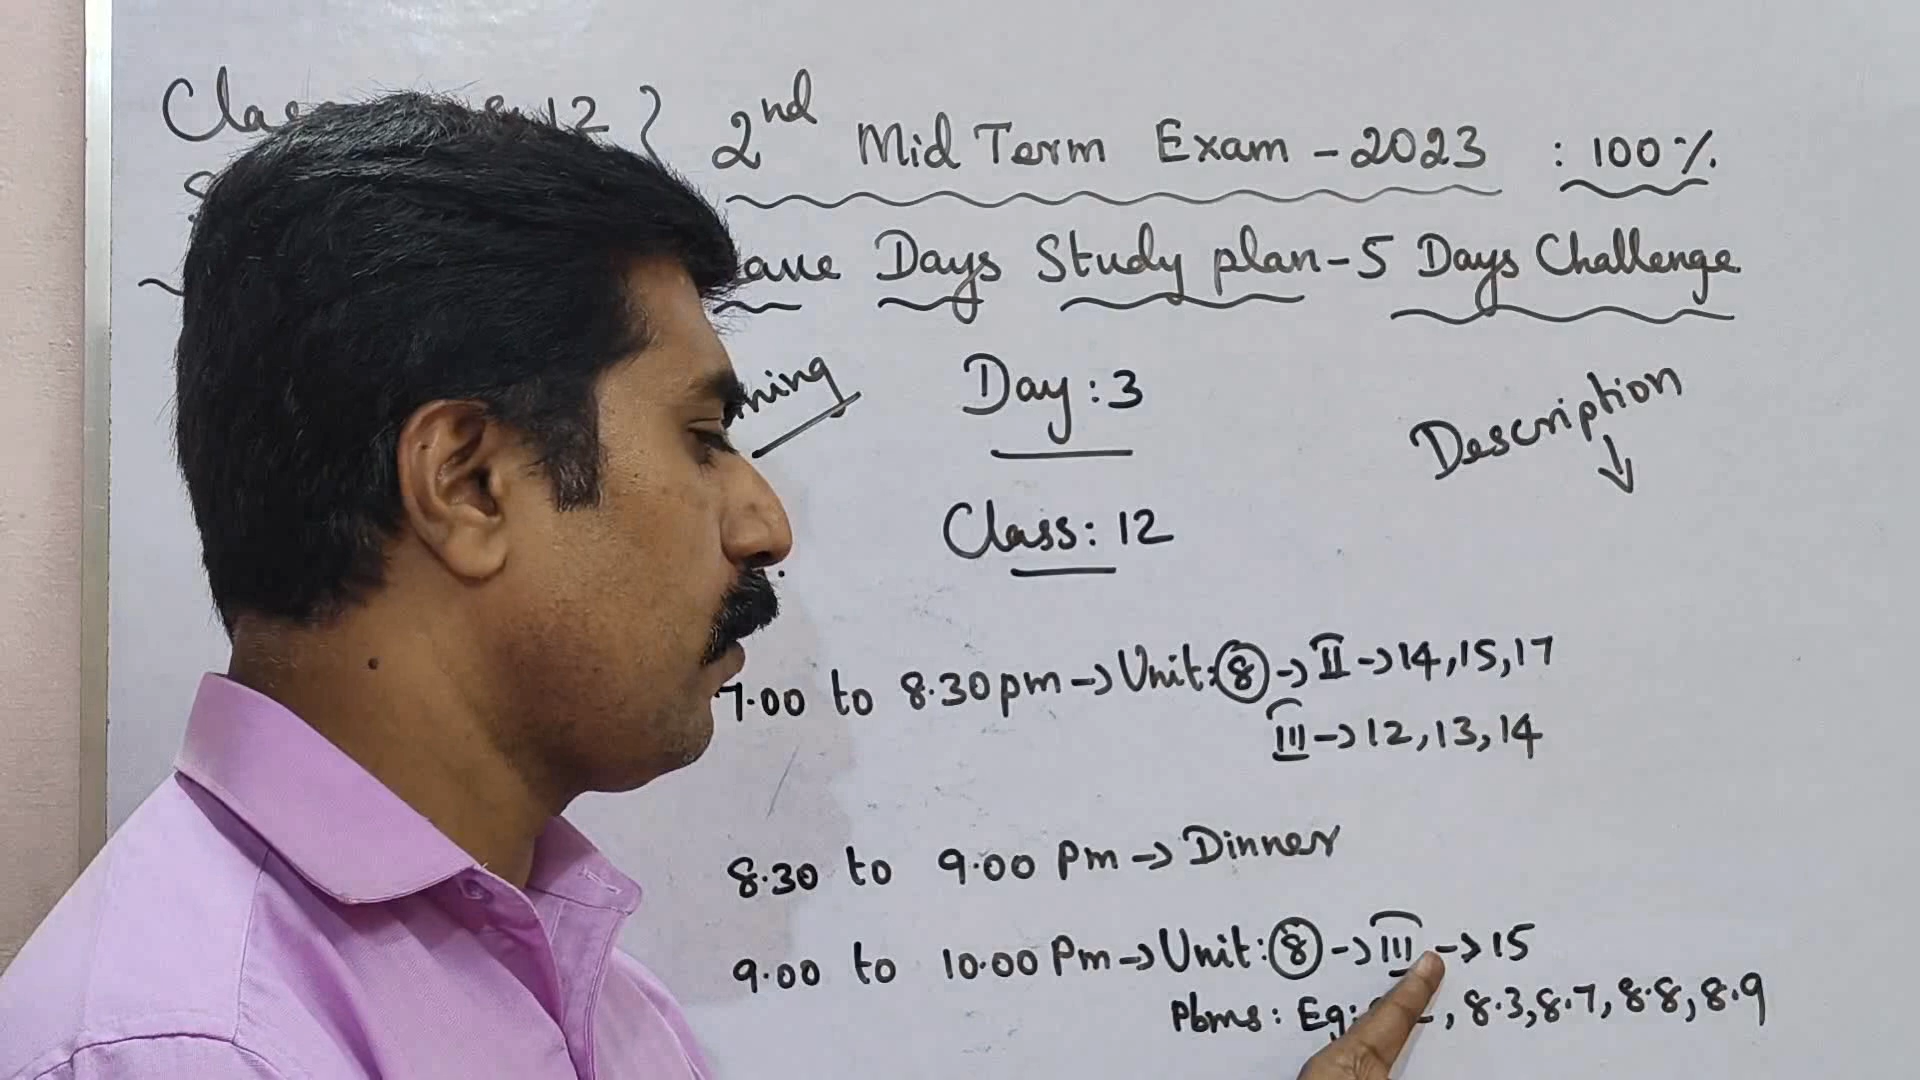 12 } 2nd Mid Term Exam - 2023 : 100%
Days Study plan - 5 Days Challenge
Day : 3
Description
↓
Class : 12
7.00 to 8.30 pm → Unit : 8 → II → 14, 15, 17
III → 12, 13, 14
8.30 to 9.00 Pm → Dinner
9.00 to 10.00 Pm → Unit : 8 → III → 15
Pbms : Eg: , 8.3, 8.7, 8.8, 8.9